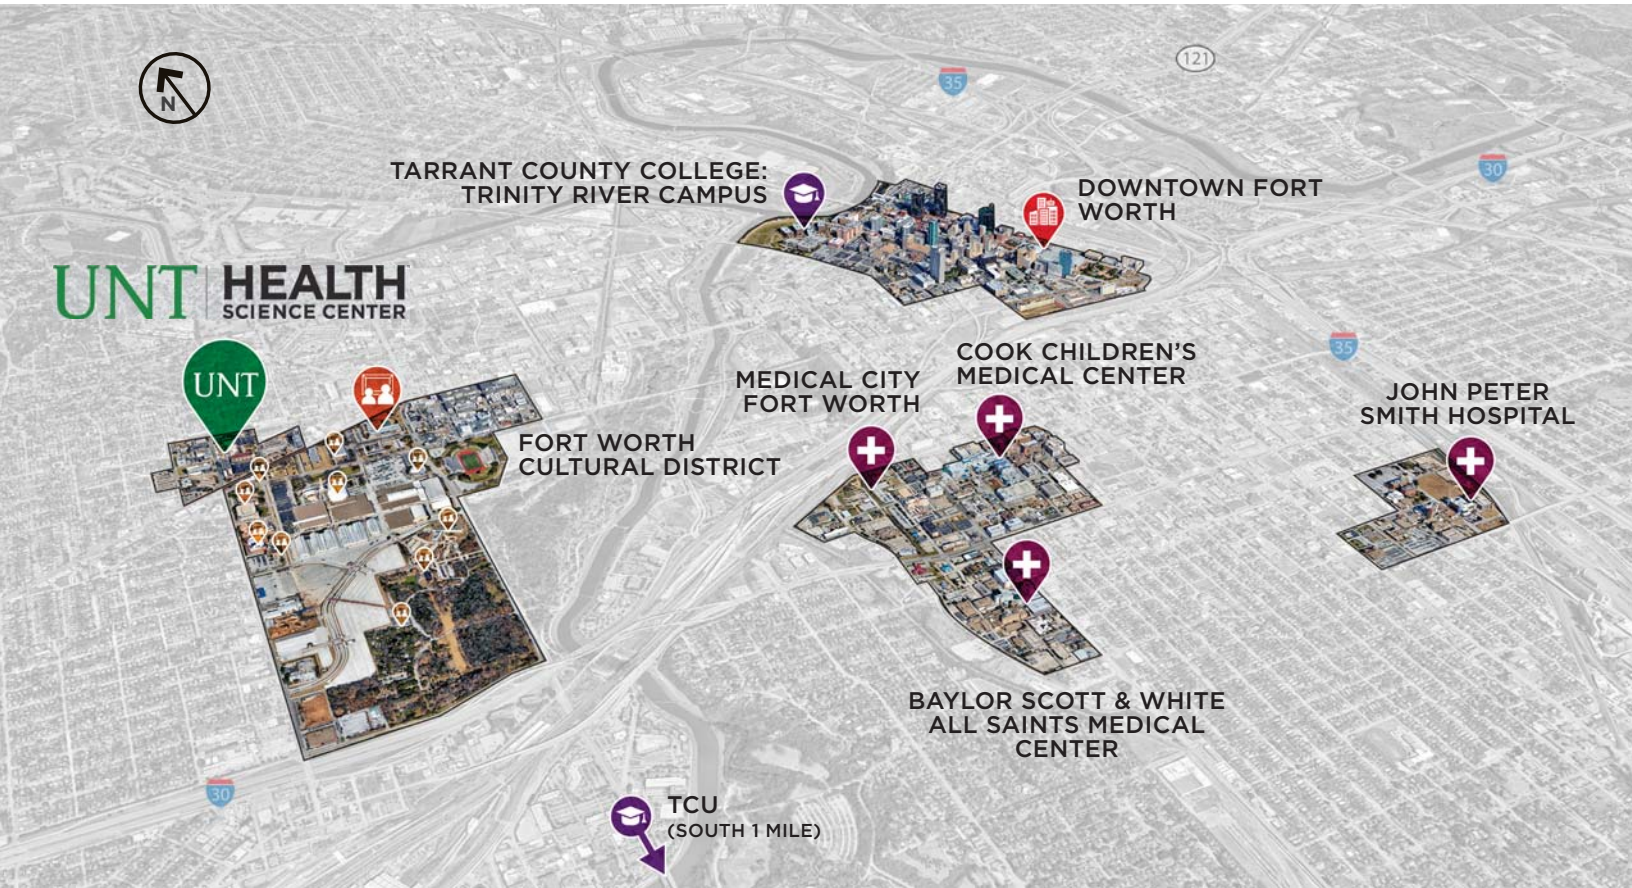 N
121
35
30
TARRANT COUNTY COLLEGE:
TRINITY RIVER CAMPUS
DOWNTOWN FORT
WORTH
UNT HEALTH
SCIENCE CENTER
UNT
COOK CHILDREN'S
MEDICAL CENTER
MEDICAL CITY
FORT WORTH
35
JOHN PETER
SMITH HOSPITAL
FORT WORTH
CULTURAL DISTRICT
BAYLOR SCOTT & WHITE
ALL SAINTS MEDICAL
CENTER
30
TCU
(SOUTH 1 MILE)